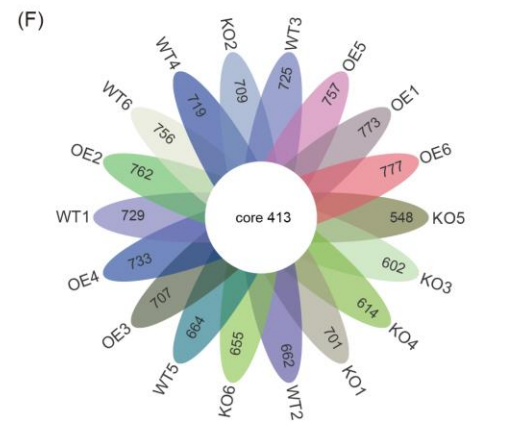 (F)
KO2
709
WT3
725
OE5
757
OE1
773
OE6
777
KO5
548
KO3
602
KO4
614
KO1
701
WT2
662
KO6
655
WT5
664
OE3
707
OE4
733
WT1
729
OE2
762
WT6
756
WT4
719
core 413